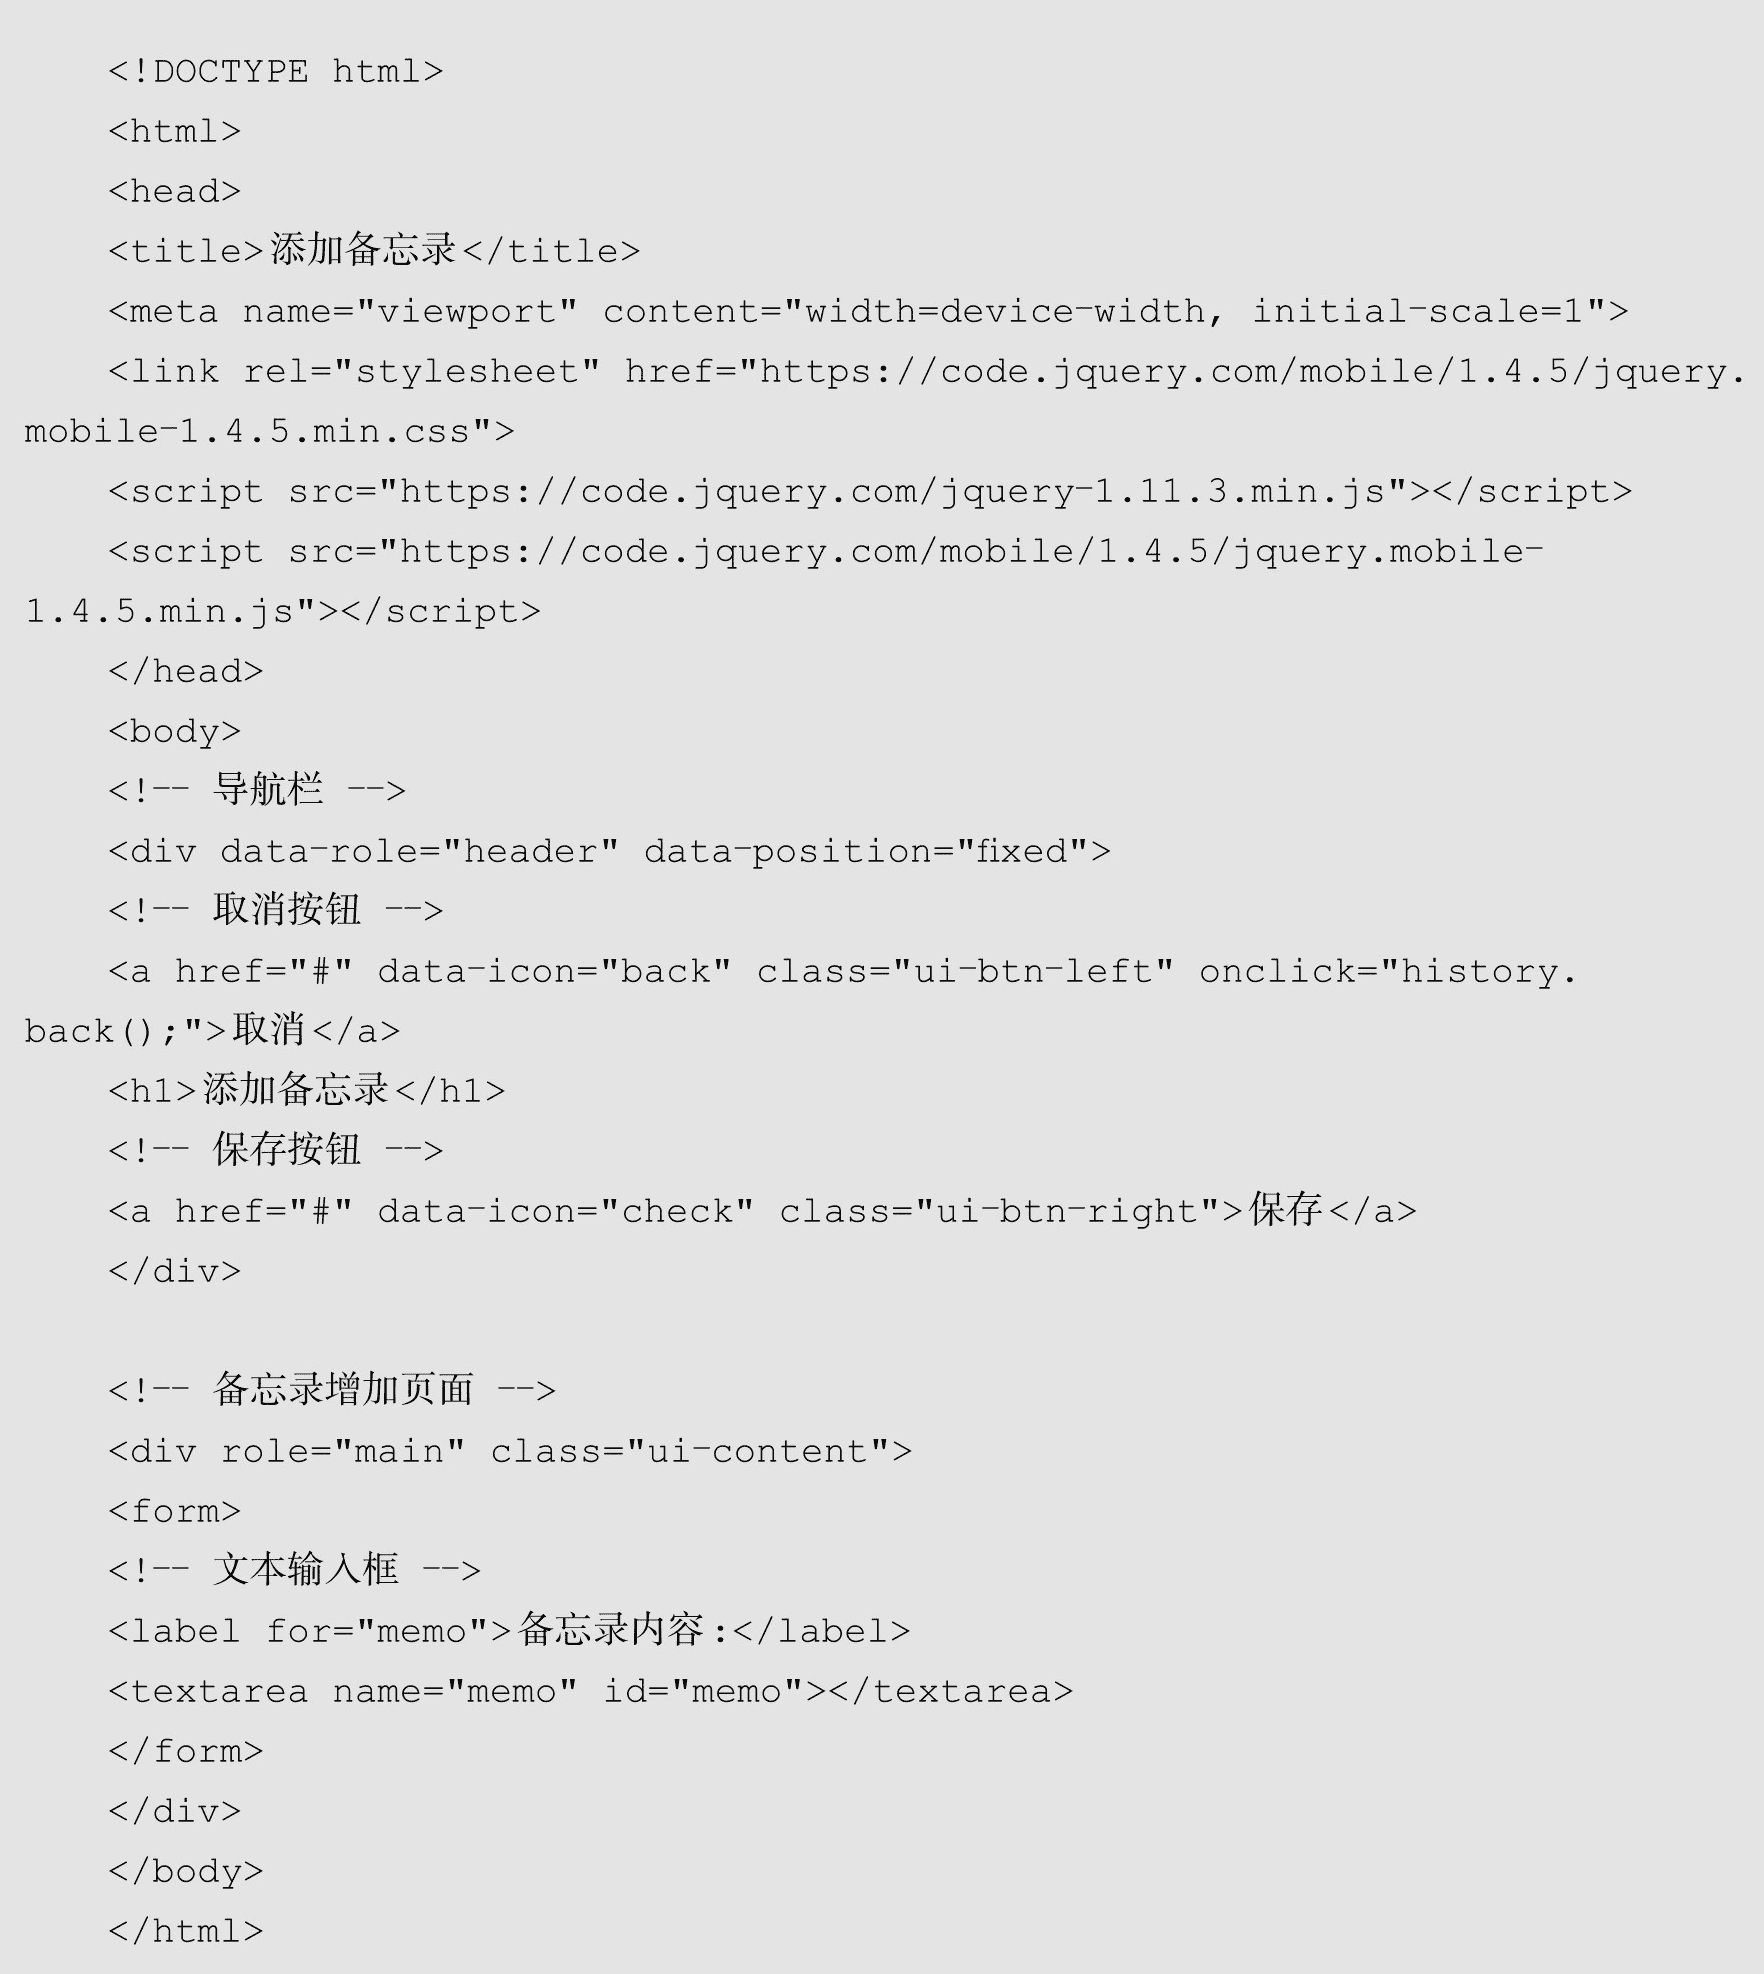 <!DOCTYPE html>
<html>
<head>
<title>添加备忘录</title>
<meta name="viewport" content="width=device-width, initial-scale=1">
<link rel="stylesheet" href="https://code.jquery.com/mobile/1.4.5/jquery.
mobile-1.4.5.min.css">
<script src="https://code.jquery.com/jquery-1.11.3.min.js"></script>
<script src="https://code.jquery.com/mobile/1.4.5/jquery.mobile-
1.4.5.min.js"></script>
</head>
<body>
<!-- 导航栏 -->
<div data-role="header" data-position="fixed">
<!-- 取消按钮 -->
<a href="#" data-icon="back" class="ui-btn-left" onclick="history.
back();">取消</a>
<h1>添加备忘录</h1>
<!-- 保存按钮 -->
<a href="#" data-icon="check" class="ui-btn-right">保存</a>
</div>
<!-- 备忘录增加页面 -->
<div role="main" class="ui-content">
<form>
<!-- 文本输入框 -->
<label for="memo">备忘录内容:</label>
<textarea name="memo" id="memo"></textarea>
</form>
</div>
</body>
</html>